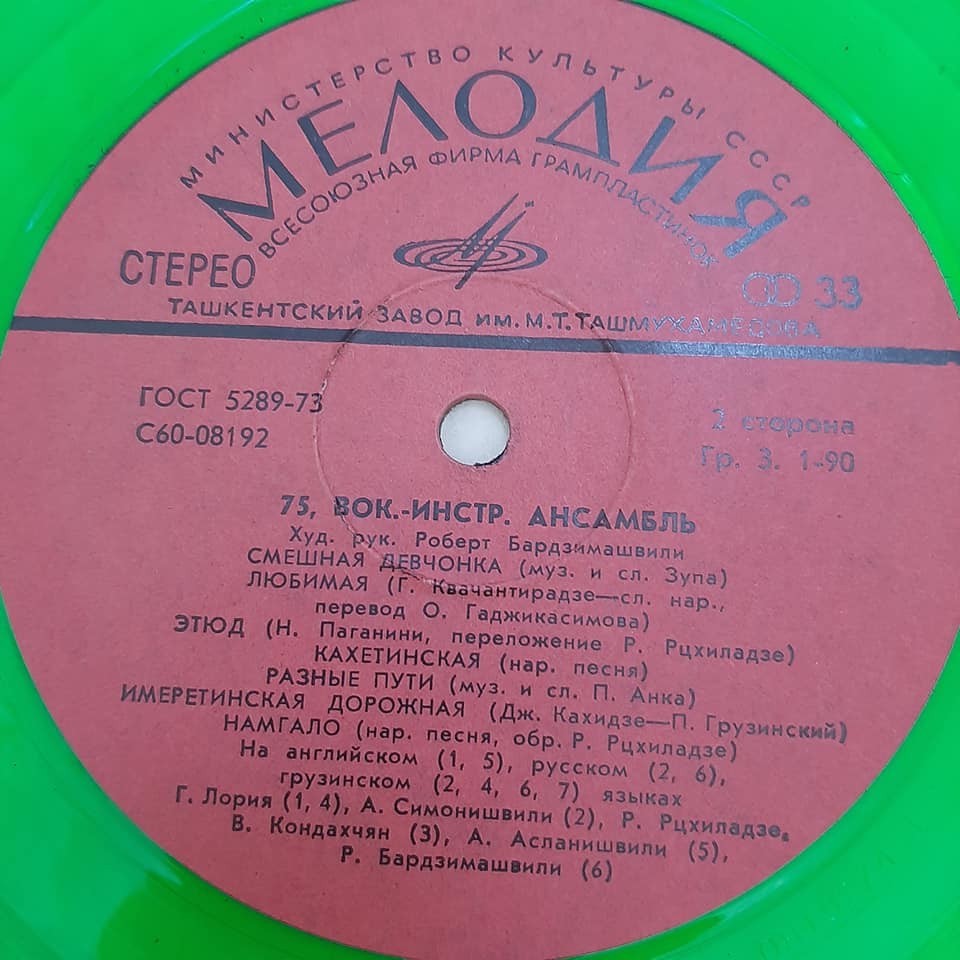 МИНИСТЕРСТВО КУЛЬТУРЫ СССР
МЕЛОДИЯ
ВСЕСОЮЗНАЯ ФИРМА ГРАМПЛАСТИНОК
СТЕРЕО
33
ТАШКЕНТСКИЙ ЗАВОД им. М.Т.ТАШМУХАМЕДОВА
ГОСТ 5289-73
С60-08192
2 сторона
Гр. 3. 1-90
75, ВОК.-ИНСТР. АНСАМБЛЬ
Худ. рук. Роберт Бардзимашвили
СМЕШНАЯ ДЕВЧОНКА (муз. и сл. Зупа)
ЛЮБИМАЯ (Г. Квачантирадзе—сл. нар.,
перевод О. Гаджикасимова)
ЭТЮД (Н. Паганини, переложение Р. Рцхиладзе)
КАХЕТИНСКАЯ (нар. песня)
РАЗНЫЕ ПУТИ (муз. и сл. П. Анка)
ИМЕРЕТИНСКАЯ ДОРОЖНАЯ (Дж. Кахидзе—П. Грузинский)
НАМГАЛО (нар. песня, обр. Р. Рцхиладзе)
На английском (1, 5), русском (2, 6),
грузинском (2, 4, 6, 7) языках
Г. Лория (1, 4), А. Симонишвили (2), Р. Рцхиладзе,
В. Кондахчян (3), А. Асланишвили (5),
Р. Бардзимашвили (6)